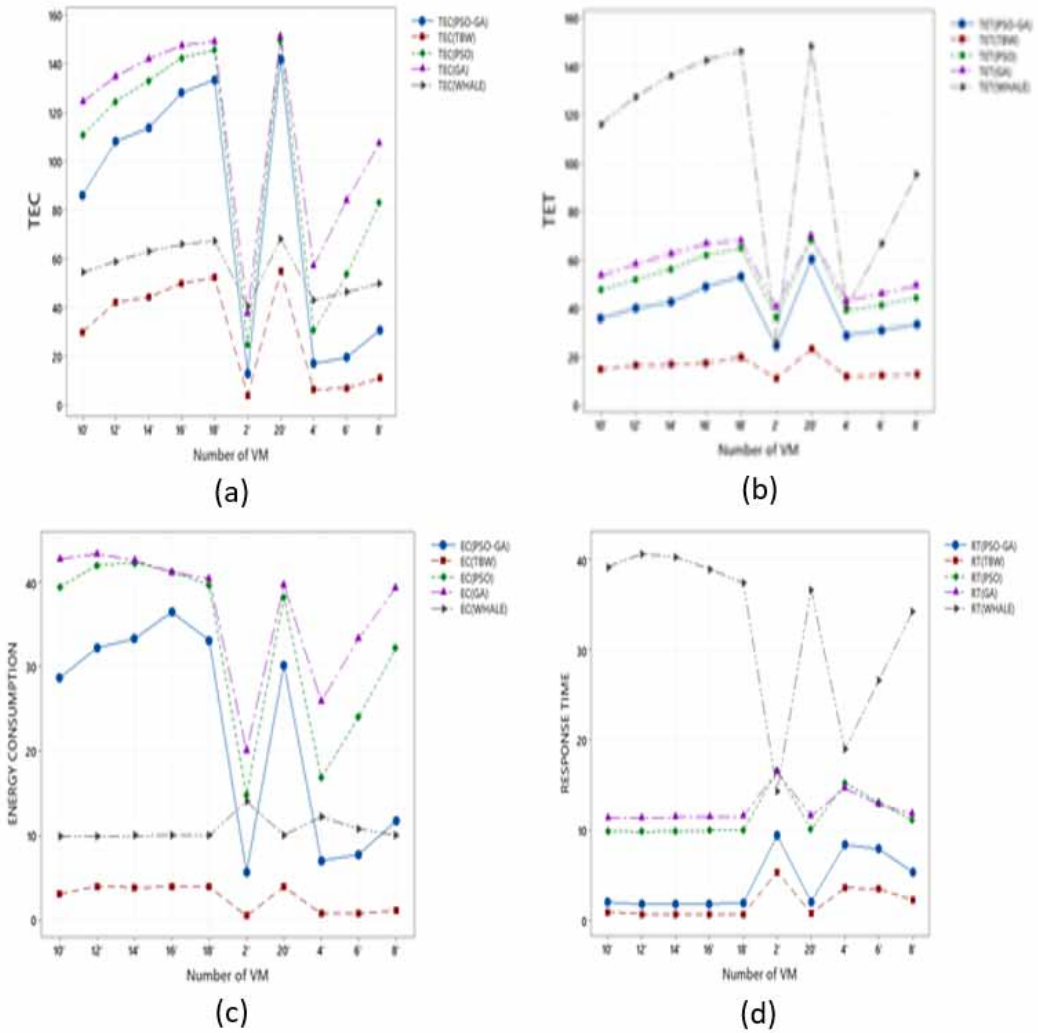 160
140
120
100
80
60
40
20
0
TEC
10' 12' 14' 16' 18' 2' 20' 4' 6' 8'
Number of VM
TEC(PSO-GA)
TEC(TBW)
TEC(PSO)
TEC(GA)
TEC(WHALE)
(a)
160
140
120
100
80
60
40
20
0
TET
10' 12' 14' 16' 18' 2' 20' 4' 6' 8'
Number of VM
TET(PSO-GA)
TET(TBW)
TET(PSO)
TET(GA)
TET(WHALE)
(b)
40
30
20
10
0
ENERGY CONSUMPTION
10' 12' 14' 16' 18' 2' 20' 4' 6' 8'
Number of VM
EC(PSO-GA)
EC(TBW)
EC(PSO)
EC(GA)
EC(WHALE)
(c)
40
30
20
10
0
RESPONSE TIME
10' 12' 14' 16' 18' 2' 20' 4' 6' 8'
Number of VM
RT(PSO-GA)
RT(TBW)
RT(PSO)
RT(GA)
RT(WHALE)
(d)